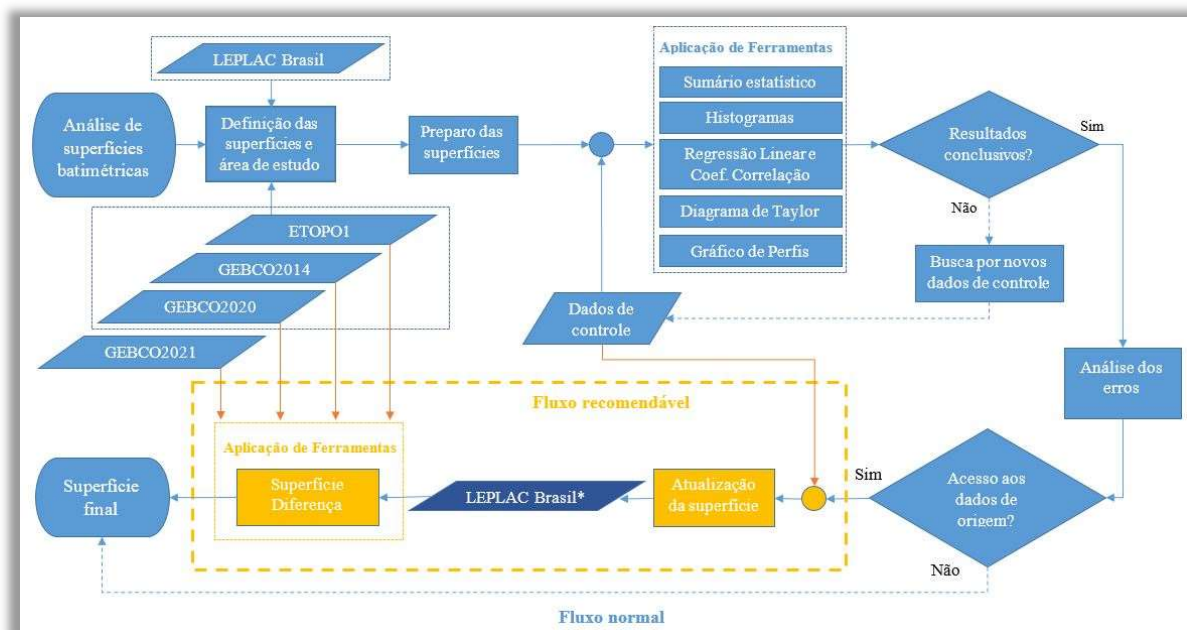 LEPLAC Brasil
Análise de
superfícies
batimétricas
Definição das
superfícies e
área de estudo
Preparo das
superfícies
Aplicação de Ferramentas
Sumário estatístico
Histogramas
Regressão Linear e
Coef. Correlação
Diagrama de Taylor
Gráfico de Perfis
Resultados
conclusivos?
Sim
Não
Busca por novos
dados de controle
Dados de
controle
ETOPO1
GEBCO2014
GEBCO2020
GEBCO2021
Análise dos
erros
Fluxo recomendável
Aplicação de Ferramentas
Superfície
Diferença
LEPLAC Brasil*
Atualização
da superfície
Sim
Acesso aos
dados de
origem?
Não
Superfície
final
Fluxo normal